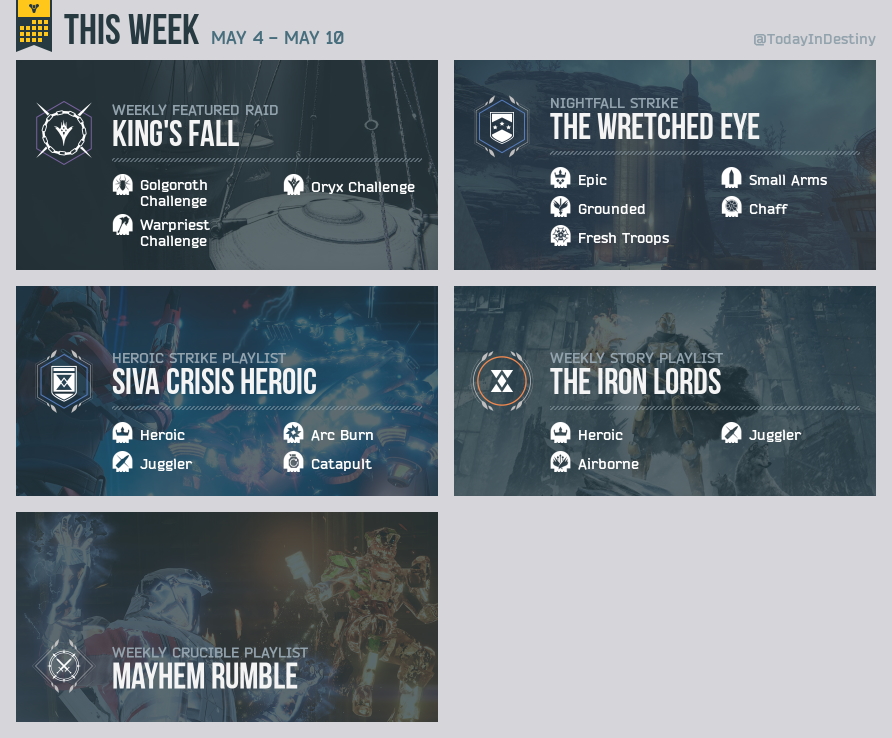 THIS WEEK MAY 4 – MAY 10
@TodayInDestiny
WEEKLY FEATURED RAID
KING'S FALL
Golgoroth Challenge
Oryx Challenge
Warpriest Challenge
NIGHTFALL STRIKE
THE WRETCHED EYE
Epic
Small Arms
Grounded
Chaff
Fresh Troops
HEROIC STRIKE PLAYLIST
SIVA CRISIS HEROIC
Heroic
Arc Burn
Juggler
Catapult
WEEKLY STORY PLAYLIST
THE IRON LORDS
Heroic
Juggler
Airborne
WEEKLY CRUCIBLE PLAYLIST
MAYHEM RUMBLE